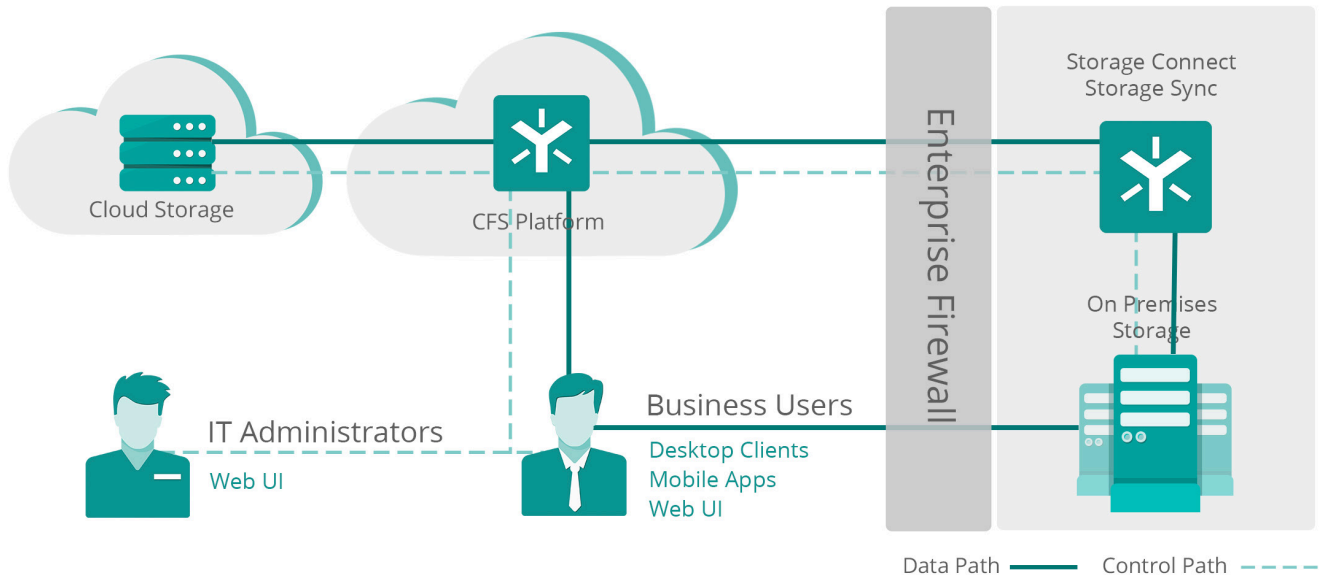 Storage Connect
Storage Sync
Enterprise Firewall
Cloud Storage
CFS Platform
On Premises
Storage
IT Administrators
Web UI
Business Users
Desktop Clients
Mobile Apps
Web UI
Data Path
Control Path